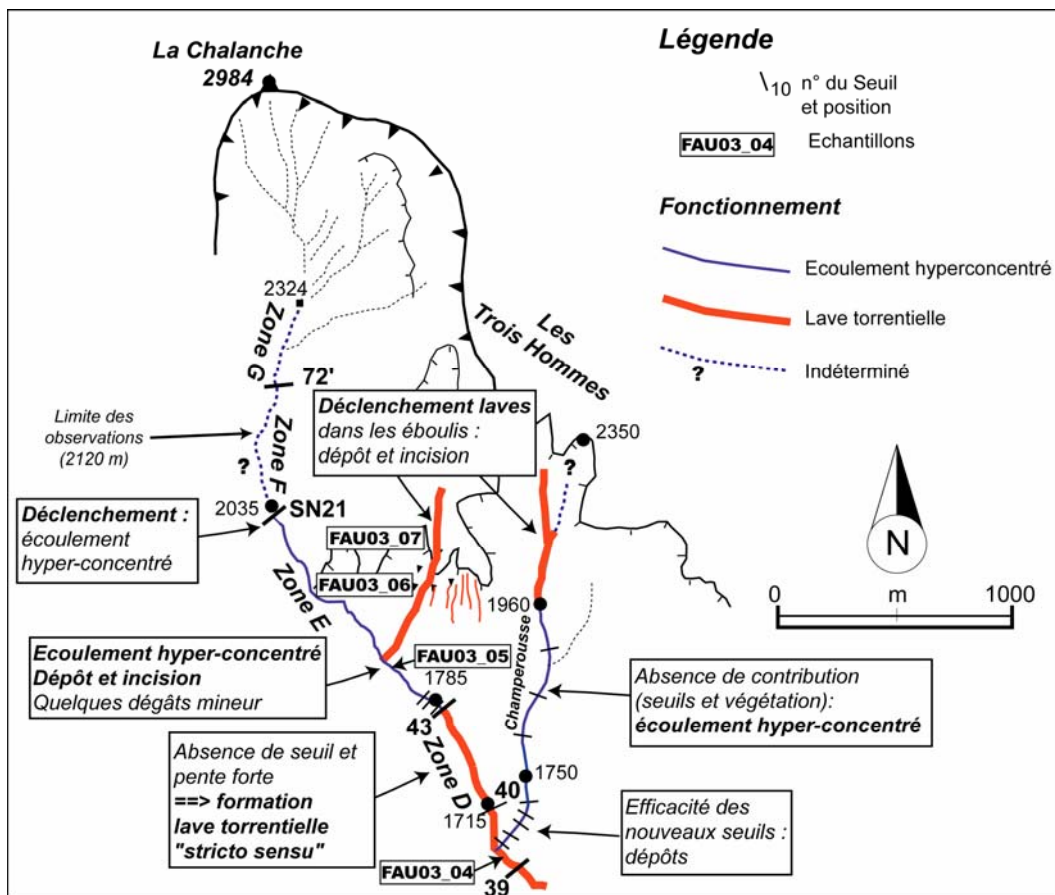 La Chalanche
2984
2324
Zone G
72'
Limite des
observations
(2120 m)
?
Zone F
2035
SN21
Déclenchement :
écoulement
hyper-concentré
Zone E
Déclenchement laves
dans les éboulis :
dépôt et incision
Les
Trois Hommes
2350
?
FAU03_07
FAU03_06
1960
Champerousse
Ecoulement hyper-concentré
Dépôt et incision
Quelques dégâts mineur
FAU03_05
1785
43
Zone D
Absence de seuil et
pente forte
==> formation
lave torrentielle
"stricto sensu"
40
1715
1750
FAU03_04
39
Absence de contribution
(seuils et végétation):
écoulement hyper-concentré
Efficacité des
nouveaux seuils :
dépôts
Légende
10
n° du Seuil
et position
FAU03_04
Echantillons
Fonctionnement
Ecoulement hyperconcentré
Lave torrentielle
?
Indéterminé
N
0
m
1000